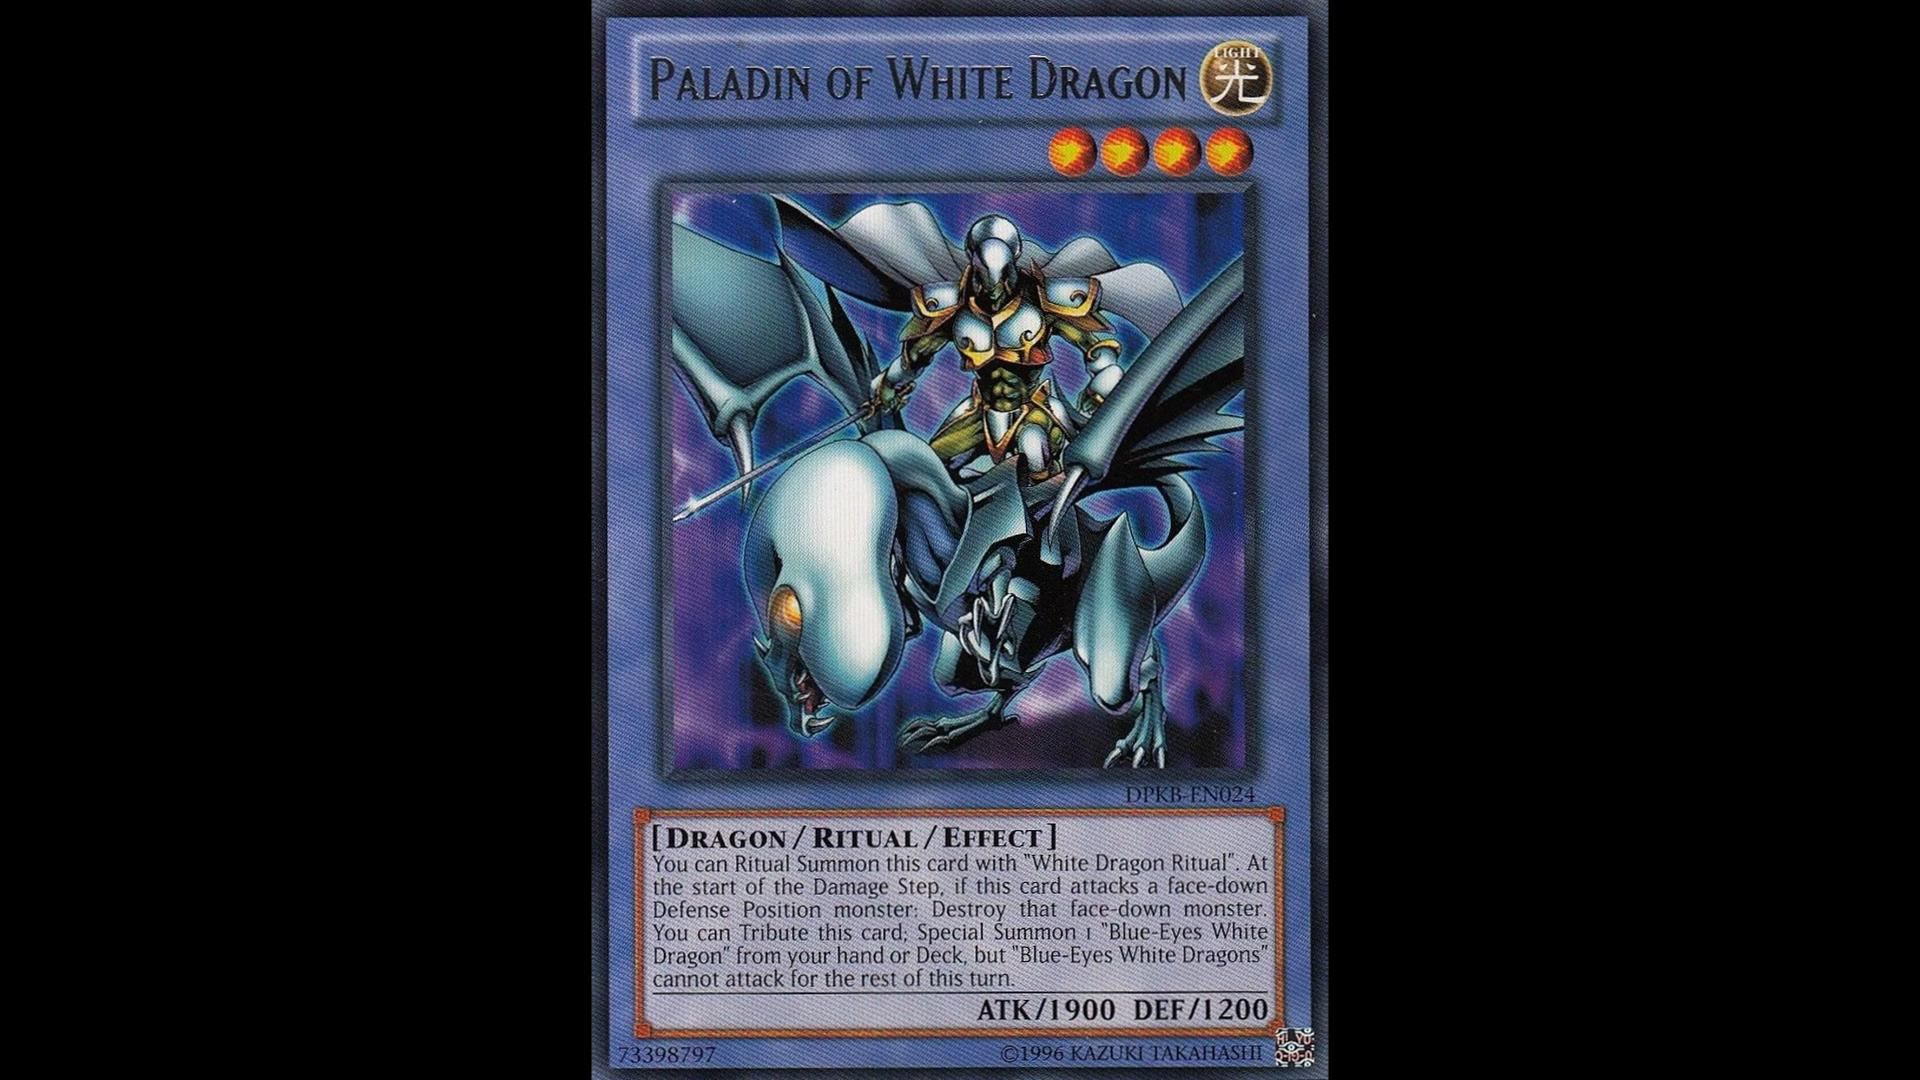 PALADIN OF WHITE DRAGON
LIGHT
光
DPKB-EN024
[DRAGON/RITUAL/EFFECT]
You can Ritual Summon this card with "White Dragon Ritual". At
the start of the Damage Step, if this card attacks a face-down
Defense Position monster: Destroy that face-down monster.
You can Tribute this card; Special Summon 1 "Blue-Eyes White
Dragon" from your hand or Deck, but "Blue-Eyes White Dragons"
cannot attack for the rest of this turn.
ATK/1900 DEF/1200
73398797
©1996 KAZUKI TAKAHASHI